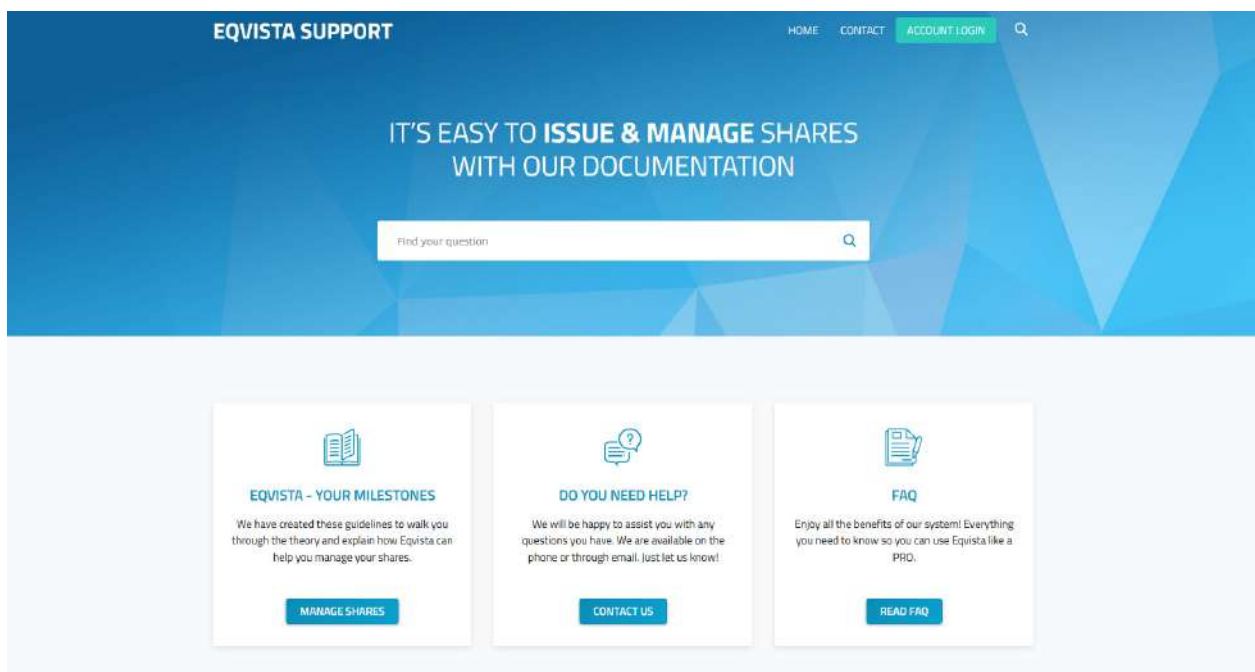 EQVISTA SUPPORT
HOME CONTACT ACCOUNT LOGIN
IT'S EASY TO ISSUE & MANAGE SHARES
WITH OUR DOCUMENTATION
Find your question
EQVISTA - YOUR MILESTONES
We have created these guidelines to walk you
through the theory and explain how Eqvista can
help you manage your shares.
MANAGE SHARES
DO YOU NEED HELP?
We will be happy to assist you with any
questions you have. We are available on the
phone or through email. Just let us know!
CONTACT US
FAQ
Enjoy all the benefits of our system! Everything
you need to know so you can use Eqvista like a
PRO.
READ FAQ